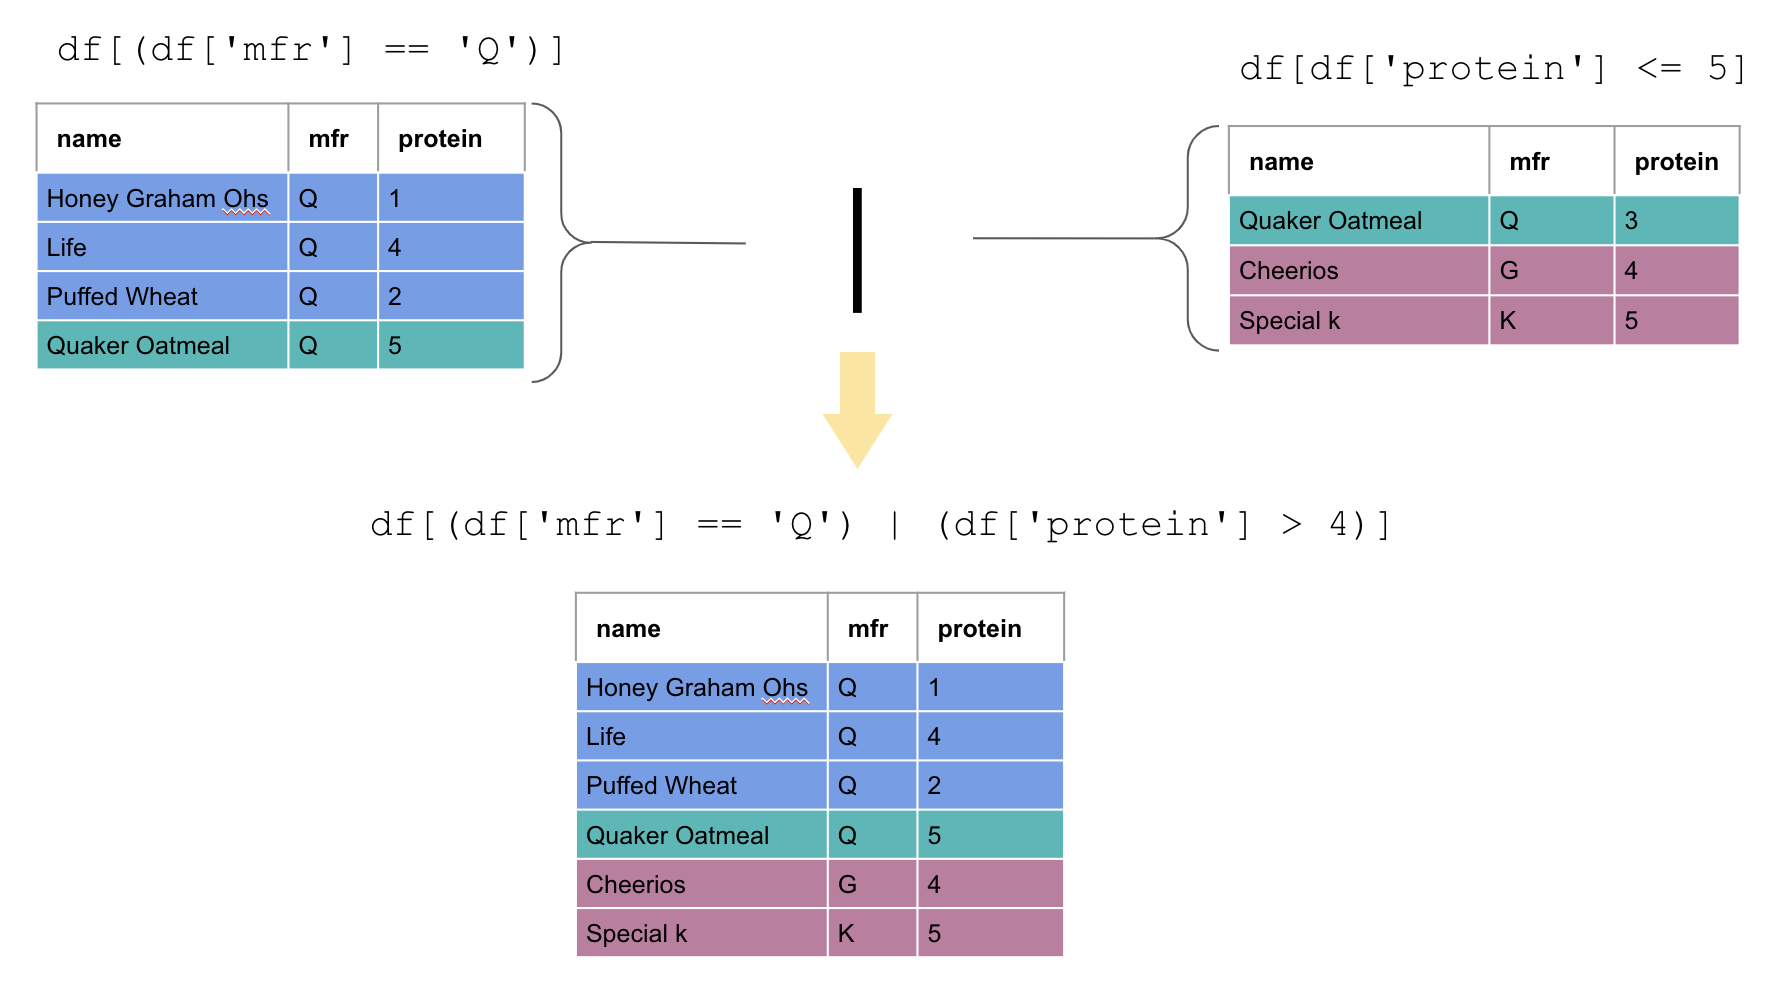 df[(df['mfr'] == 'Q')]
name mfr protein
Honey Graham Ohs Q 1
Life Q 4
Puffed Wheat Q 2
Quaker Oatmeal Q 5
|
df[df['protein'] <= 5]
name mfr protein
Quaker Oatmeal Q 3
Cheerios G 4
Special k K 5
df[(df['mfr'] == 'Q') | (df['protein'] > 4)]
name mfr protein
Honey Graham Ohs Q 1
Life Q 4
Puffed Wheat Q 2
Quaker Oatmeal Q 5
Cheerios G 4
Special k K 5